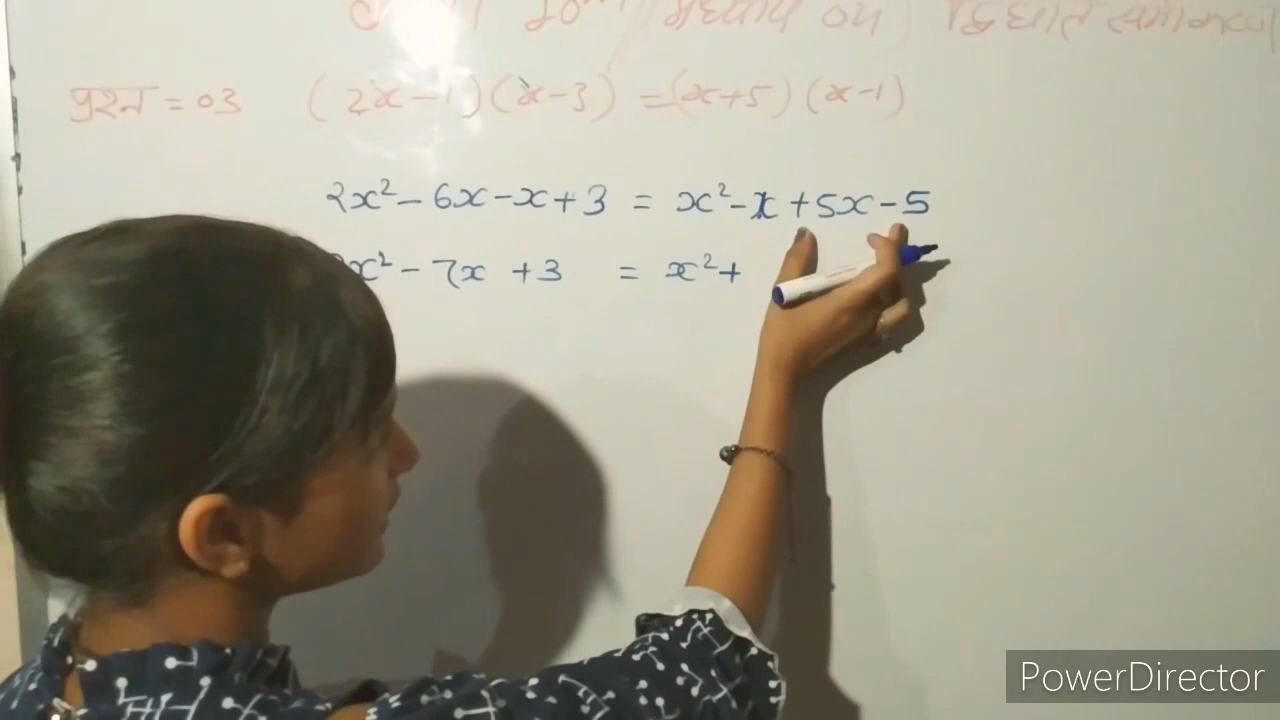 प्रश्न = 03 (2x-1)(x-3) = (x+5)(x-1)
2x² - 6x - x + 3 = x² - x + 5x - 5
x² - 7x + 3 = x² +
PowerDirector